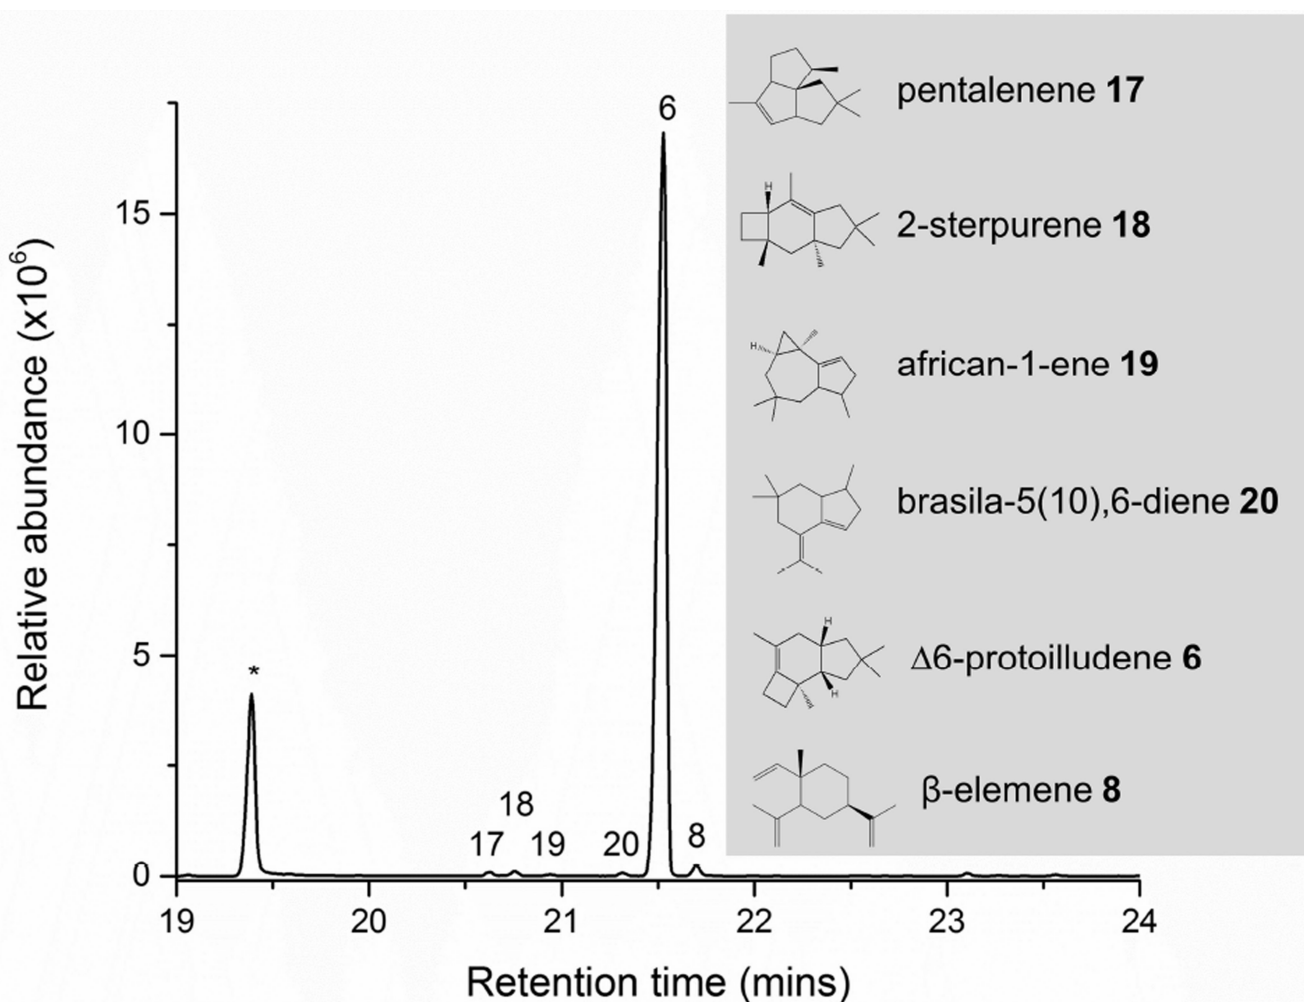 6
pentalenene 17
H
2-sterpurene 18
15
Relative abundance (x10⁶)
H
african-1-ene 19
10
brasila-5(10),6-diene 20
H
Δ6-protoilludene 6
H
5
*
β-elemene 8
18
17 19 20 8
0
19 20 21 22 23 24
Retention time (mins)